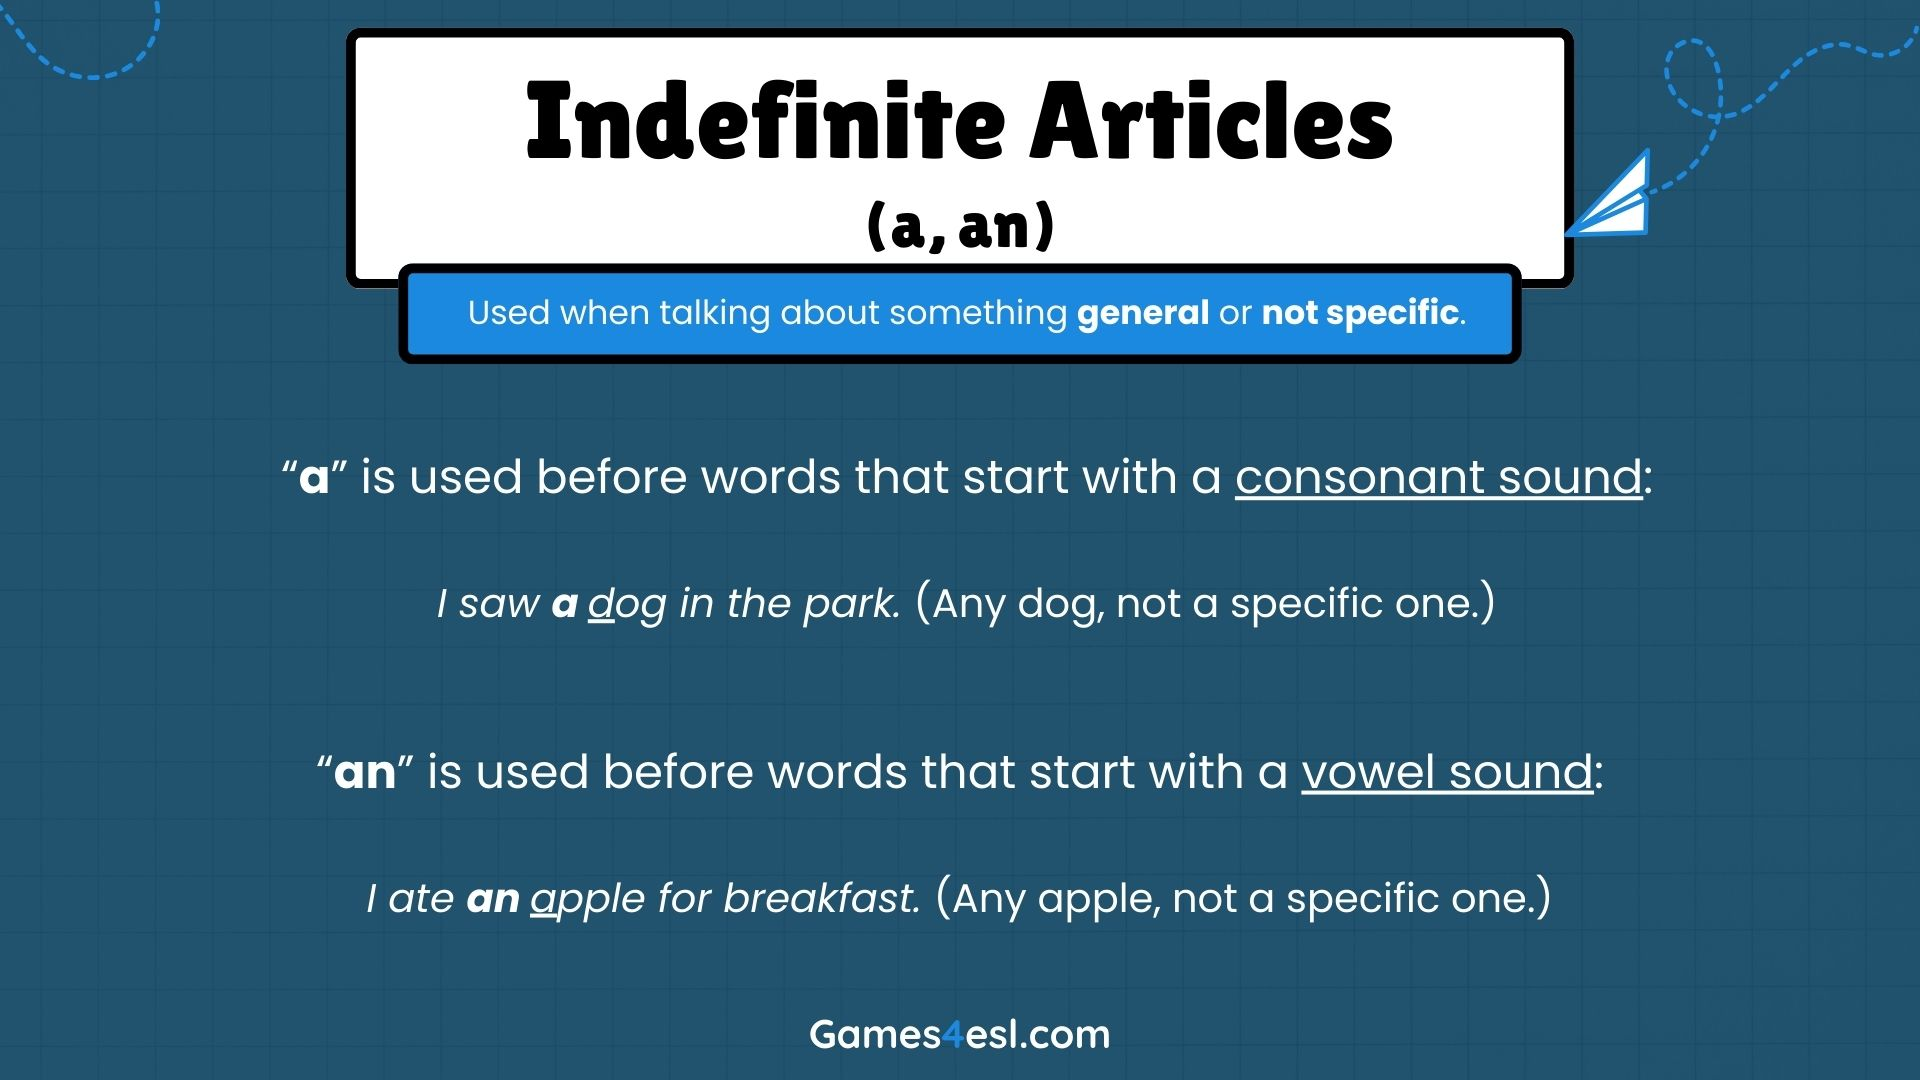 Indefinite Articles
(a, an)
Used when talking about something general or not specific.
“a” is used before words that start with a consonant sound:
I saw a dog in the park. (Any dog, not a specific one.)
“an” is used before words that start with a vowel sound:
I ate an apple for breakfast. (Any apple, not a specific one.)
Games4esl.com